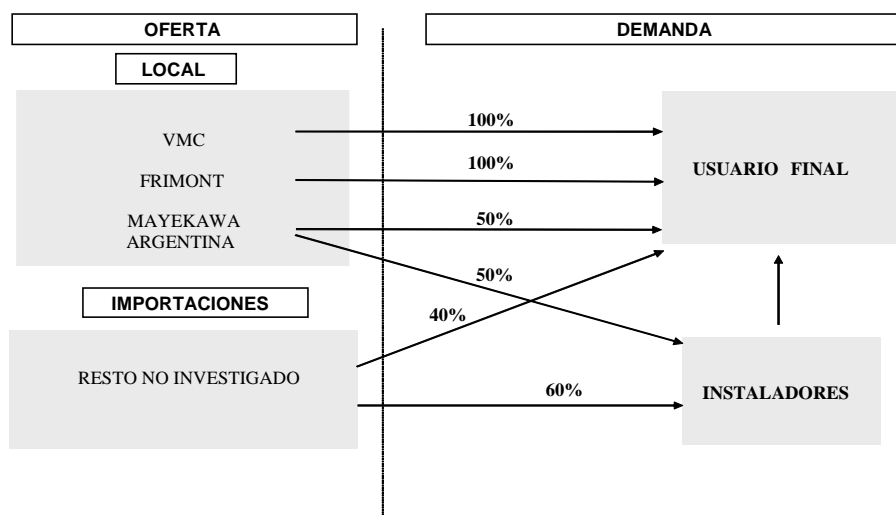 OFERTA
DEMANDA
LOCAL
VMC
100%
FRIMONT
100%
USUARIO FINAL
MAYEKAWA
ARGENTINA
50%
50%
IMPORTACIONES
40%
RESTO NO INVESTIGADO
60%
INSTALADORES